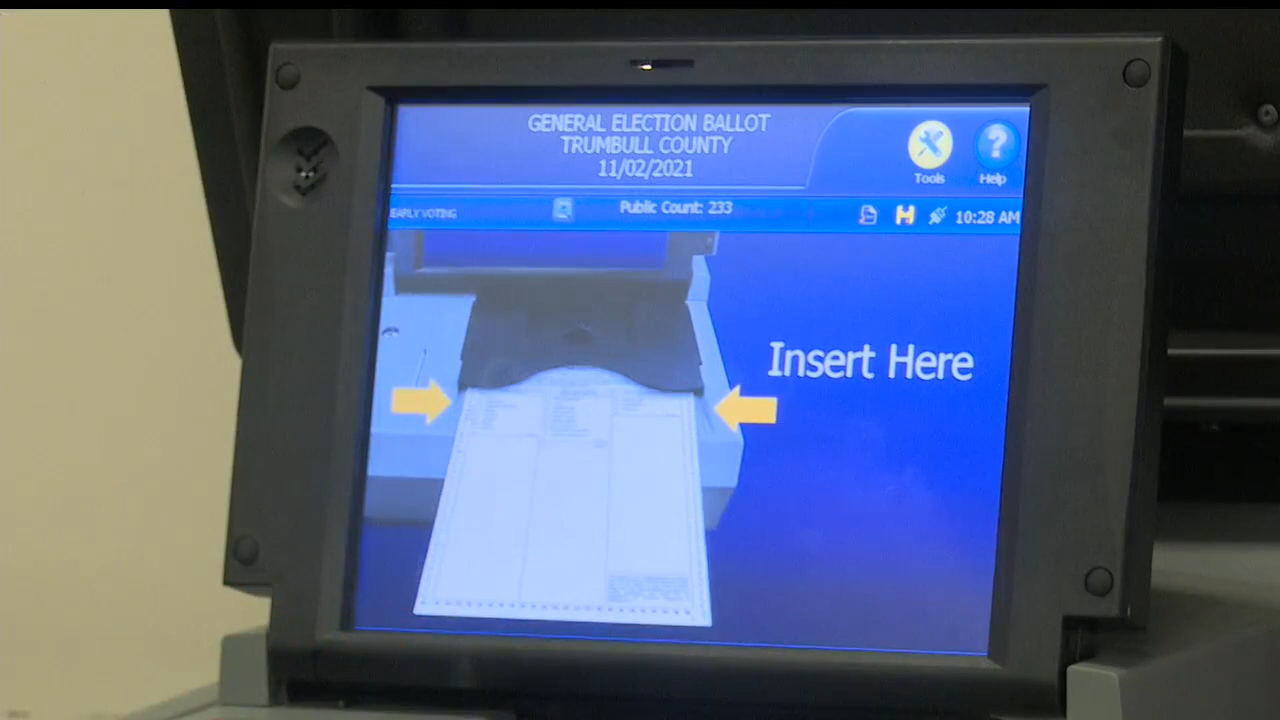 GENERAL ELECTION BALLOT
TRUMBULL COUNTY
11/02/2021
Tools
Help
EARLY VOTING
Public Count: 233
10:28 AM
Insert Here